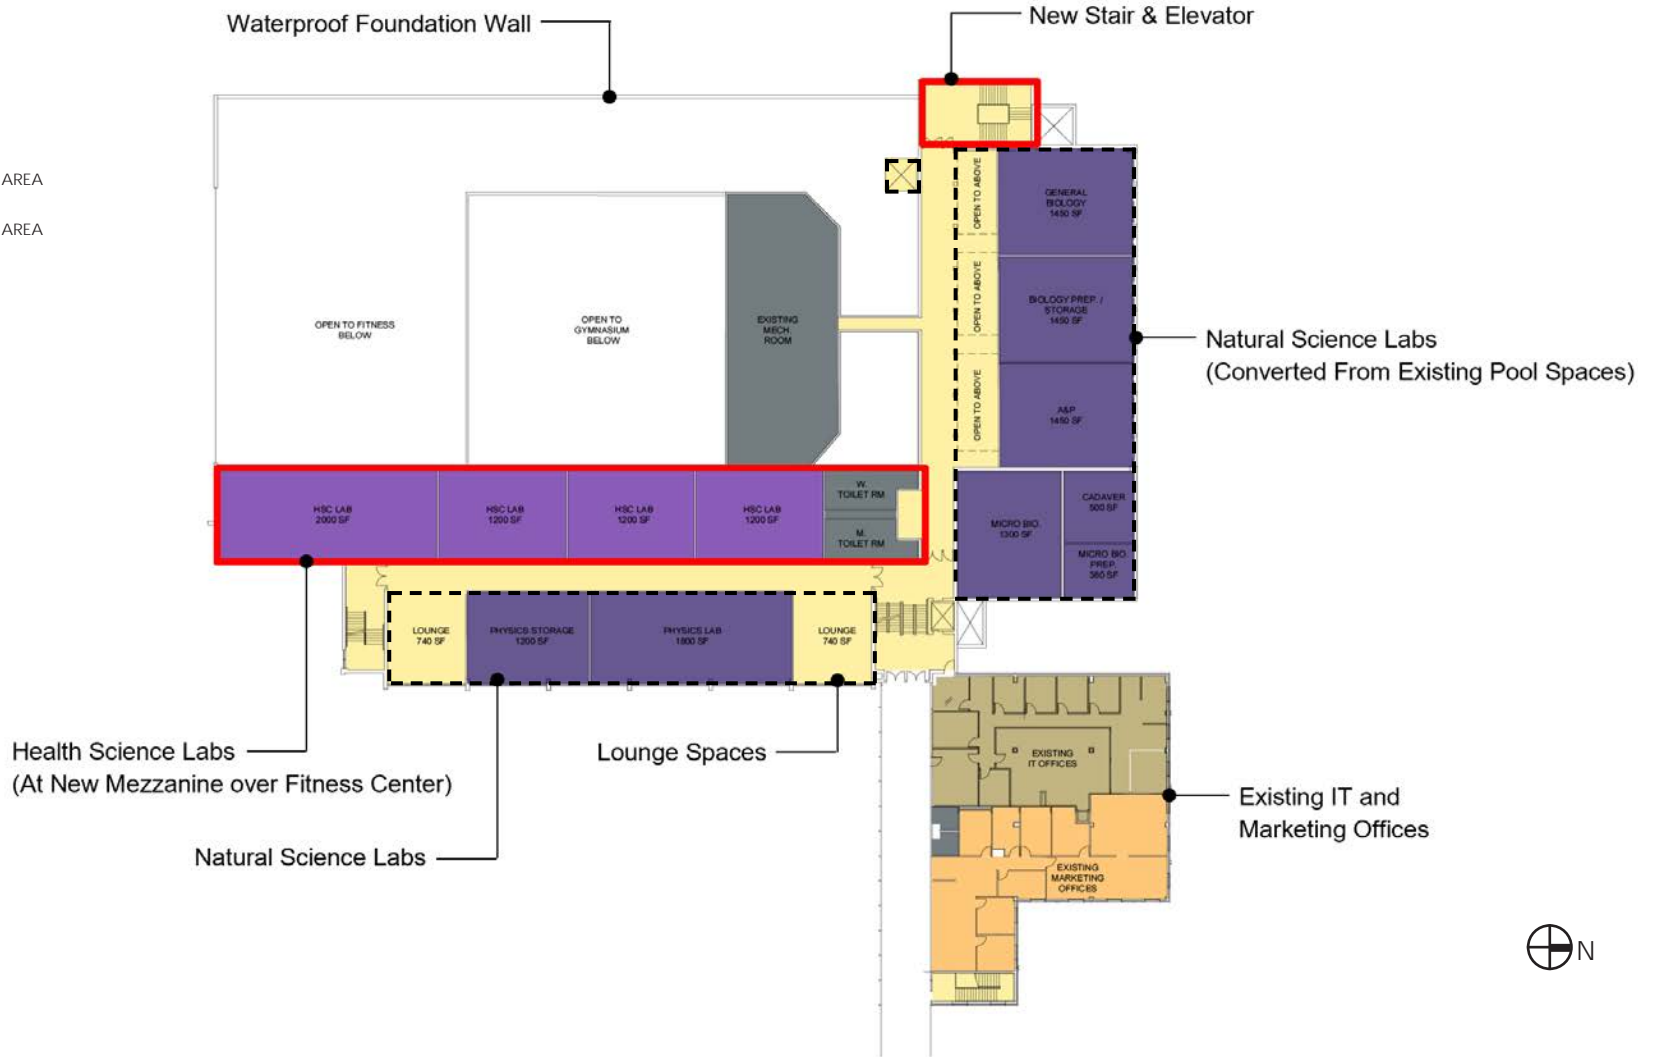 Waterproof Foundation Wall
New Stair & Elevator
AREA
AREA
OPEN TO ABOVE
OPEN TO ABOVE
OPEN TO ABOVE
GENERAL
BIOLOGY
1450 SF
BIOLOGY PREP. /
STORAGE
1450 SF
A&P
1450 SF
OPEN TO FITNESS
BELOW
OPEN TO
GYMNASIUM
BELOW
EXISTING
MECH.
ROOM
Natural Science Labs
(Converted From Existing Pool Spaces)
HSC LAB
2000 SF
HSC LAB
1200 SF
HSC LAB
1200 SF
HSC LAB
1200 SF
W.
TOILET RM
M.
TOILET RM
MICRO BIO.
1300 SF
CADAVER
500 SF
MICRO BIO
PREP.
560 SF
LOUNGE
740 SF
PHYSICS STORAGE
1200 SF
PHYSICS LAB
1800 SF
LOUNGE
740 SF
Health Science Labs
(At New Mezzanine over Fitness Center)
Lounge Spaces
Natural Science Labs
EXISTING
IT OFFICES
Existing IT and
Marketing Offices
EXISTING
MARKETING
OFFICES
N